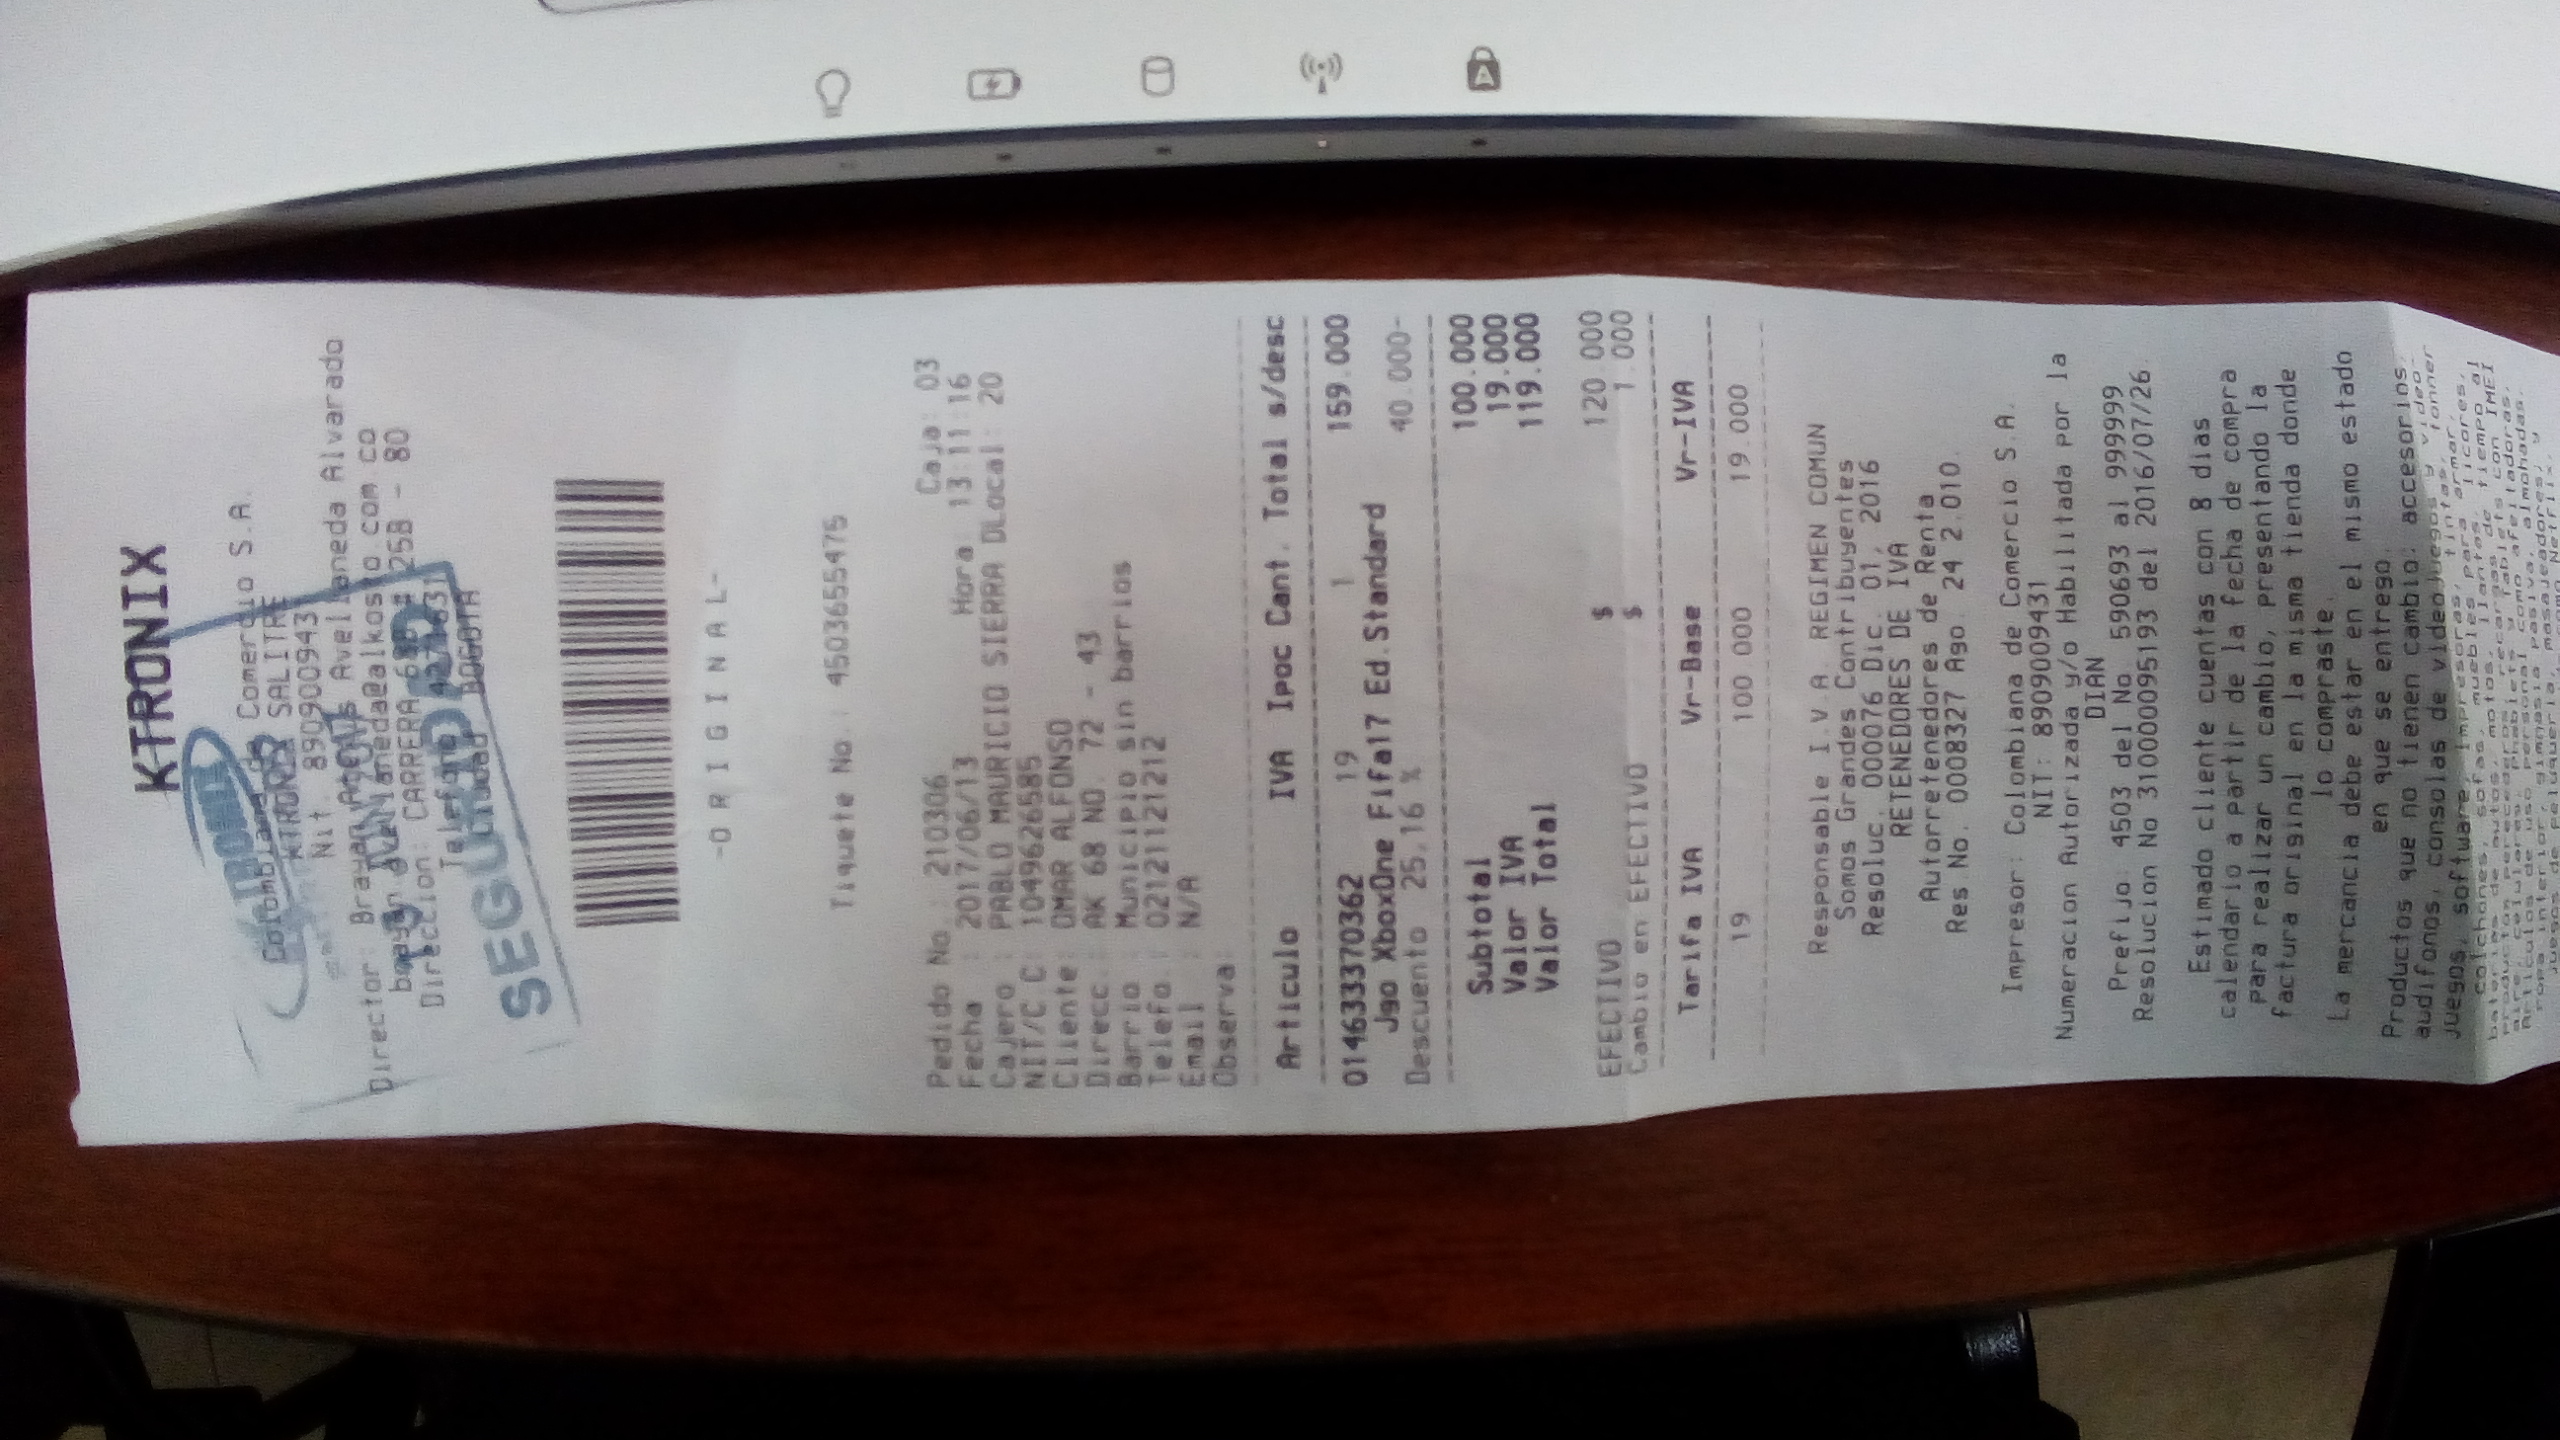 KTRONIX
Colombiana de Comercio S.A.
KTRONIX SALITRE
Nit. 890900943
Director: Brayan Avellaneda Alvarado
brayan.avellaneda@alkosto.com.co
Direccion: CARRERA 68B # 25B - 80
Telefono
Ciudad BOGOTA
SEGURIDAD
-O R I G I N A L-
Tiquete No.: 4503655475
Pedido No.: 210306 Caja: 03
Fecha : 2017/06/13 Hora: 13:11:16
Cajero : PABLO MAURICIO SIERRA DLocal: 20
NIT/C.C: 1049626585
Cliente: OMAR ALFONSO
Direcc.: AK 68 NO. 72 - 43
Barrio : Municipio sin barrios
Telefo.: 02121121212
Email : N/A
Observa:
Articulo IVA Ipoc Cant. Total s/desc
014633370362 19 1 159.000
Jgo XboxOne Fifa17 Ed.Standard
Descuento 25,16 % 40.000-
Subtotal 100.000
Valor IVA 19.000
Valor Total 119.000
EFECTIVO $ 120.000
Cambio en EFECTIVO $ 1.000
Tarifa IVA Vr-Base Vr-IVA
19 100.000 19.000
Responsable I.V.A. REGIMEN COMUN
Somos Grandes Contribuyentes
Resoluc. 000076 Dic. 01, 2016
RETENEDORES DE IVA
Autorretenedores de Renta
Res.No. 0008327 Ago. 24 2.010.
Impresor: Colombiana de Comercio S.A.
NIT: 8909009431
Numeracion Autorizada y/o Habilitada por la
DIAN
Prefijo: 4503 del No. 590693 al 999999
Resolucion No 310000095193 del 2016/07/26.
Estimado cliente cuentas con 8 dias
calendario a partir de la fecha de compra
para realizar un cambio, presentando la
factura original en la misma tienda donde
lo compraste.
La mercancia debe estar en el mismo estado
en que se entrego.
Productos que no tienen cambio: accesorios,
audifonos, consolas de videojuegos y video-
juegos, software, impresoras, tintas, tonner
colchones, sofas, muebles para armar,
baterias de autos, motos, llantas, licores,
productos perecederos, recargas de tiempo al
aire, celulares, Phablets y Tablets con IMEI
Articulos de uso personal como afeitadoras,
ropa interior, gimnasia pasiva, almohadas,
juegos de peluqueria, masajeadores; y
como Netflix.